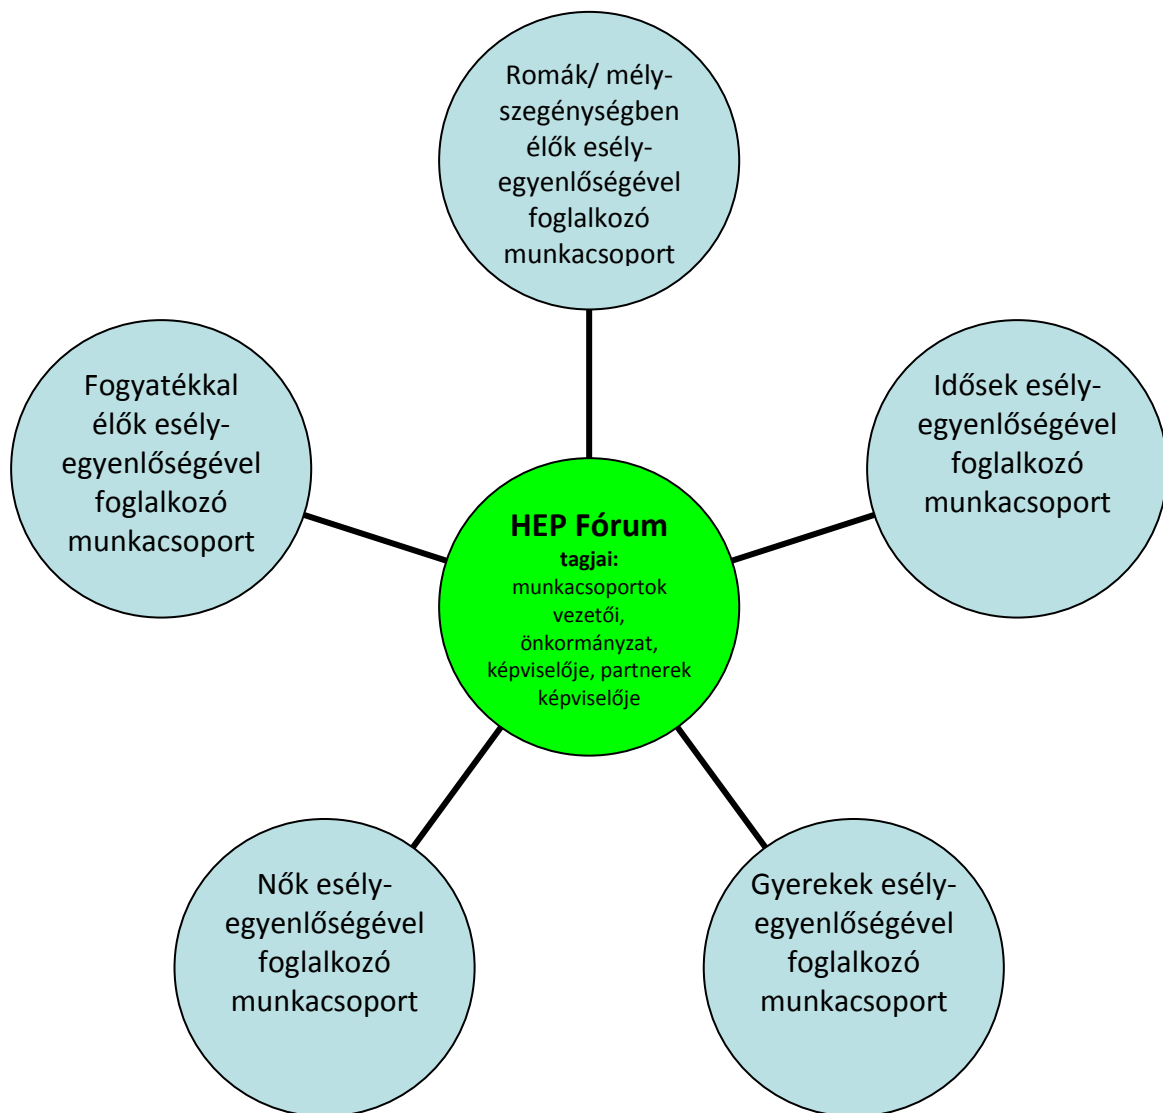 Romák/ mély-
szegénységben
élők esély-
egyenlőségével
foglalkozó
munkacsoport
Fogyatékkal
élők esély-
egyenlőségével
foglalkozó
munkacsoport
Idősek esély-
egyenlőségével
foglalkozó
munkacsoport
HEP Fórum
tagjai:
munkacsoportok
vezetői,
önkormányzat,
képviselője, partnerek
képviselője
Nők esély-
egyenlőségével
foglalkozó
munkacsoport
Gyerekek esély-
egyenlőségével
foglalkozó
munkacsoport